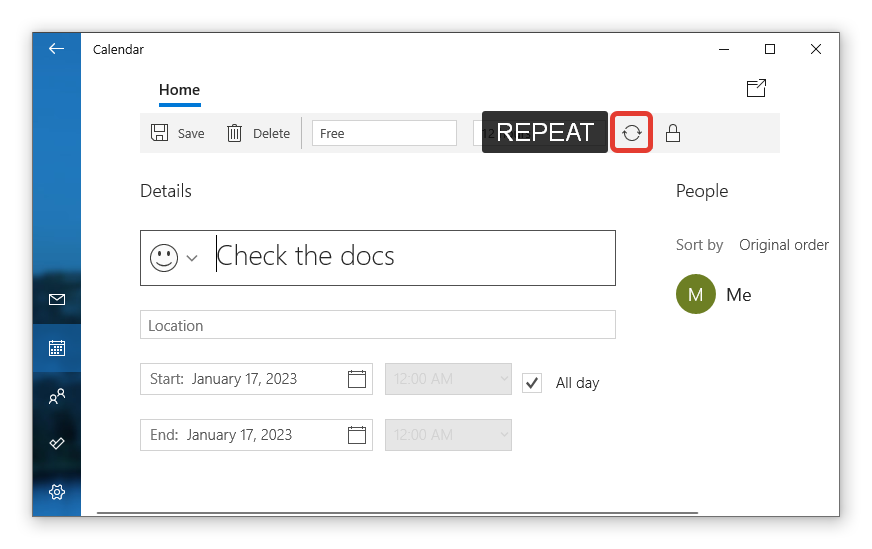 Calendar
Home
Save Delete Free 12 REPEAT
Details People
Check the docs
Sort by Original order
M Me
Location
Start: January 17, 2023 12:00 AM All day
End: January 17, 2023 12:00 AM